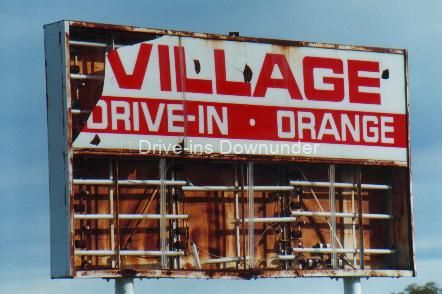 VILLAGE
DRIVE-IN · ORANGE
Drive-ins Downunder